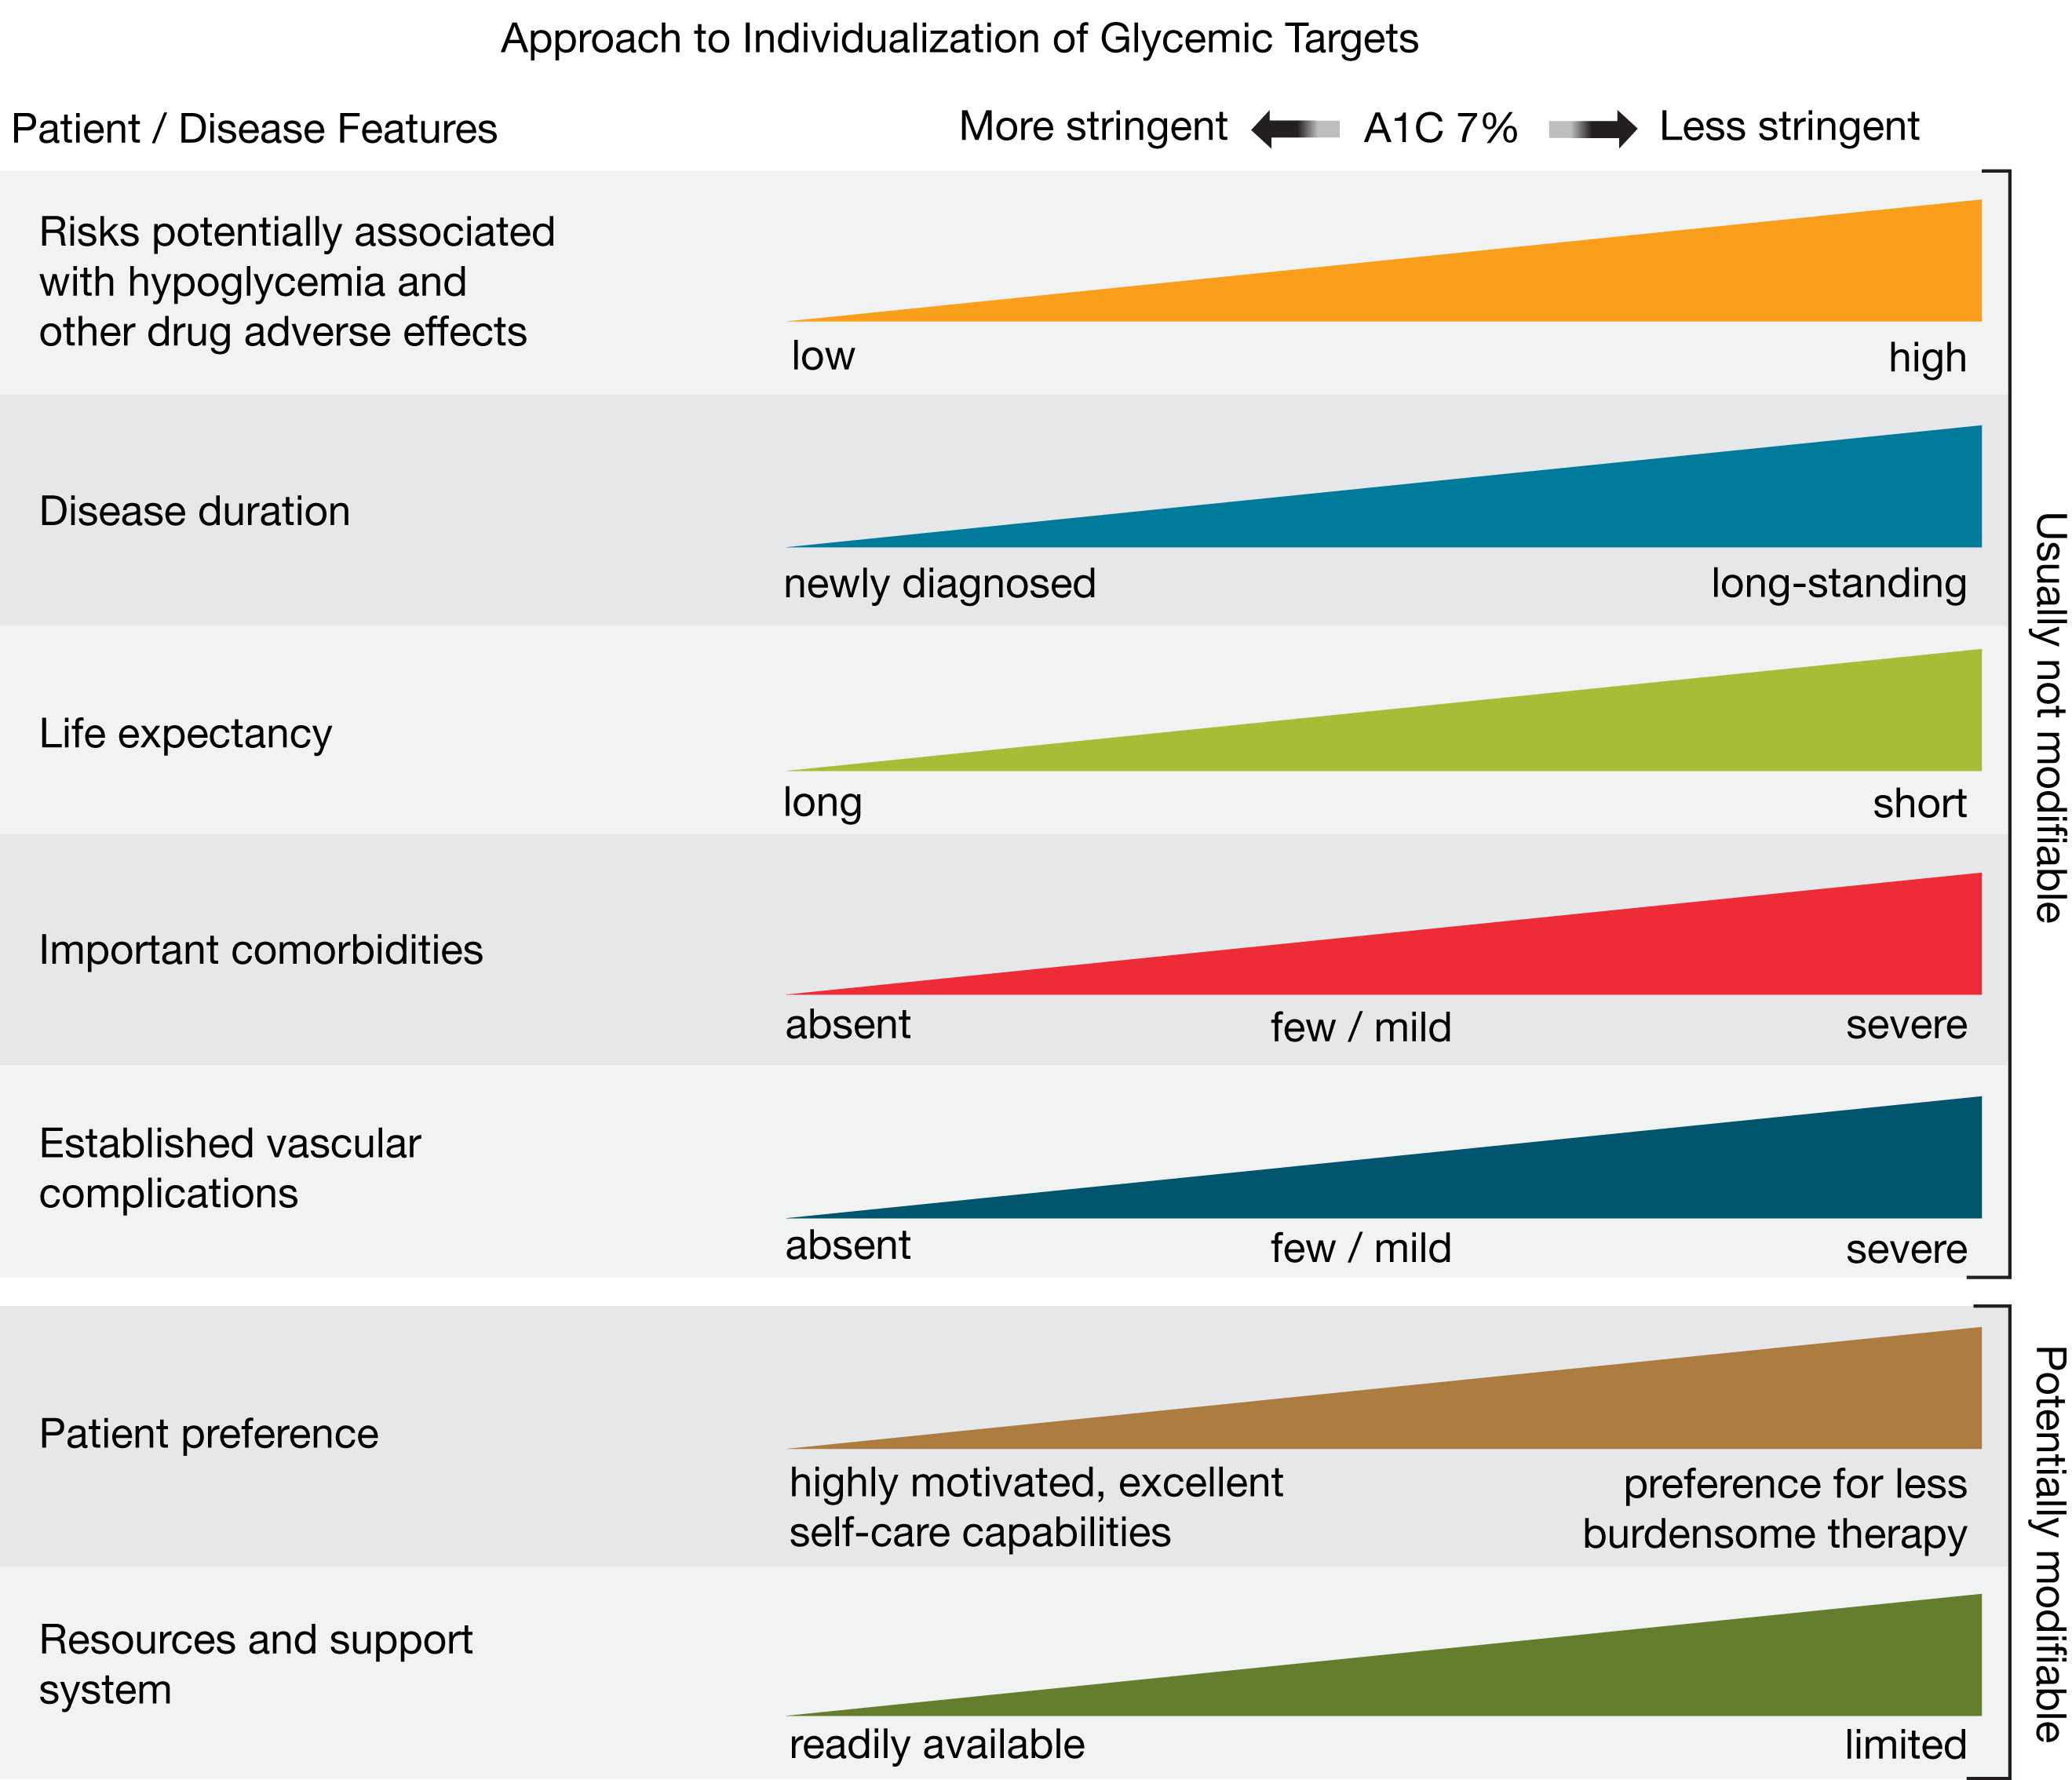 Approach to Individualization of Glycemic Targets
Patient / Disease Features
More stringent A1C 7% Less stringent
Risks potentially associated
with hypoglycemia and
other drug adverse effects
low high
Disease duration
newly diagnosed long-standing
Life expectancy
long short
Important comorbidities
absent few / mild severe
Established vascular
complications
absent few / mild severe
Usually not modifiable
Patient preference
highly motivated, excellent
self-care capabilities
preference for less
burdensome therapy
Resources and support
system
readily available limited
Potentially modifiable